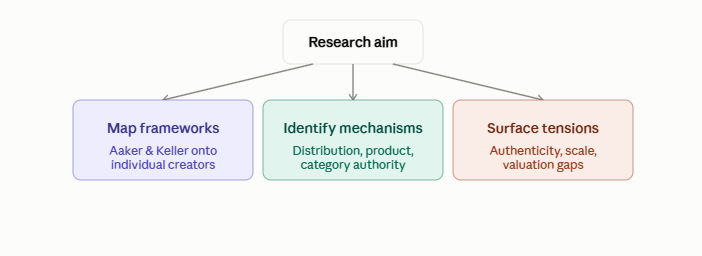 Research aim
Map frameworks
Aaker & Keller onto
individual creators
Identify mechanisms
Distribution, product,
category authority
Surface tensions
Authenticity, scale,
valuation gaps